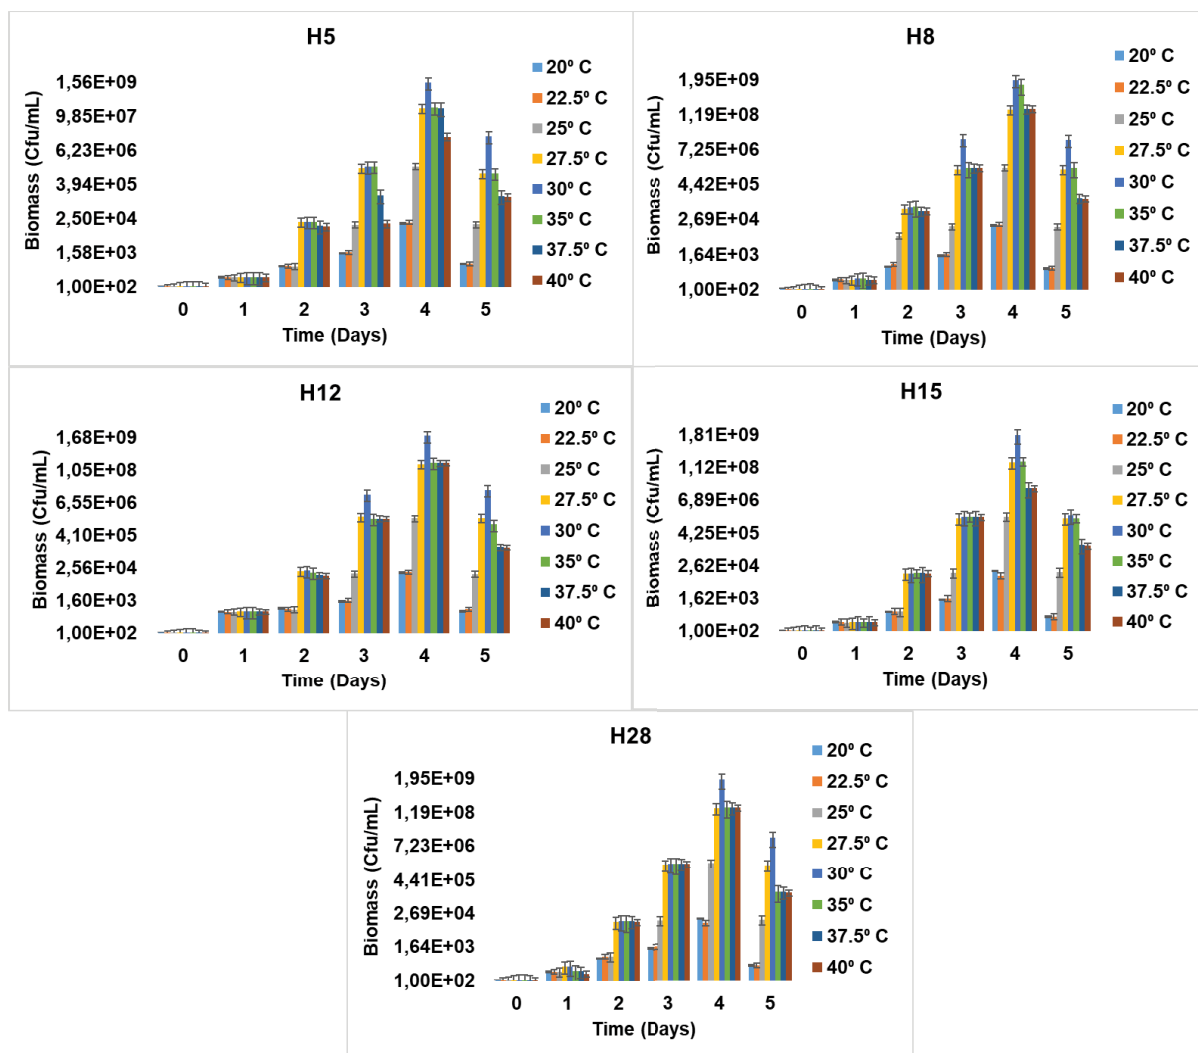 H5
Biomass (Cfu/mL)
1,56E+09
9,85E+07
6,23E+06
3,94E+05
2,50E+04
1,58E+03
1,00E+02
0 1 2 3 4 5
Time (Days)
20º C
22.5º C
25º C
27.5º C
30º C
35º C
37.5º C
40º C
H8
Biomass (Cfu/mL)
1,95E+09
1,19E+08
7,25E+06
4,42E+05
2,69E+04
1,64E+03
1,00E+02
0 1 2 3 4 5
Time (Days)
20º C
22.5º C
25º C
27.5º C
30º C
35º C
37.5º C
40º C
H12
Biomass (Cfu/mL)
1,68E+09
1,05E+08
6,55E+06
4,10E+05
2,56E+04
1,60E+03
1,00E+02
0 1 2 3 4 5
Time (Days)
20º C
22.5º C
25º C
27.5º C
30º C
35º C
37.5º C
40º C
H15
Biomass (Cfu/mL)
1,81E+09
1,12E+08
6,89E+06
4,25E+05
2,62E+04
1,62E+03
1,00E+02
0 1 2 3 4 5
Time (Days)
20º C
22.5º C
25º C
27.5º C
30º C
35º C
37.5º C
40º C
H28
Biomass (Cfu/mL)
1,95E+09
1,19E+08
7,23E+06
4,41E+05
2,69E+04
1,64E+03
1,00E+02
0 1 2 3 4 5
Time (Days)
20º C
22.5º C
25º C
27.5º C
30º C
35º C
37.5º C
40º C